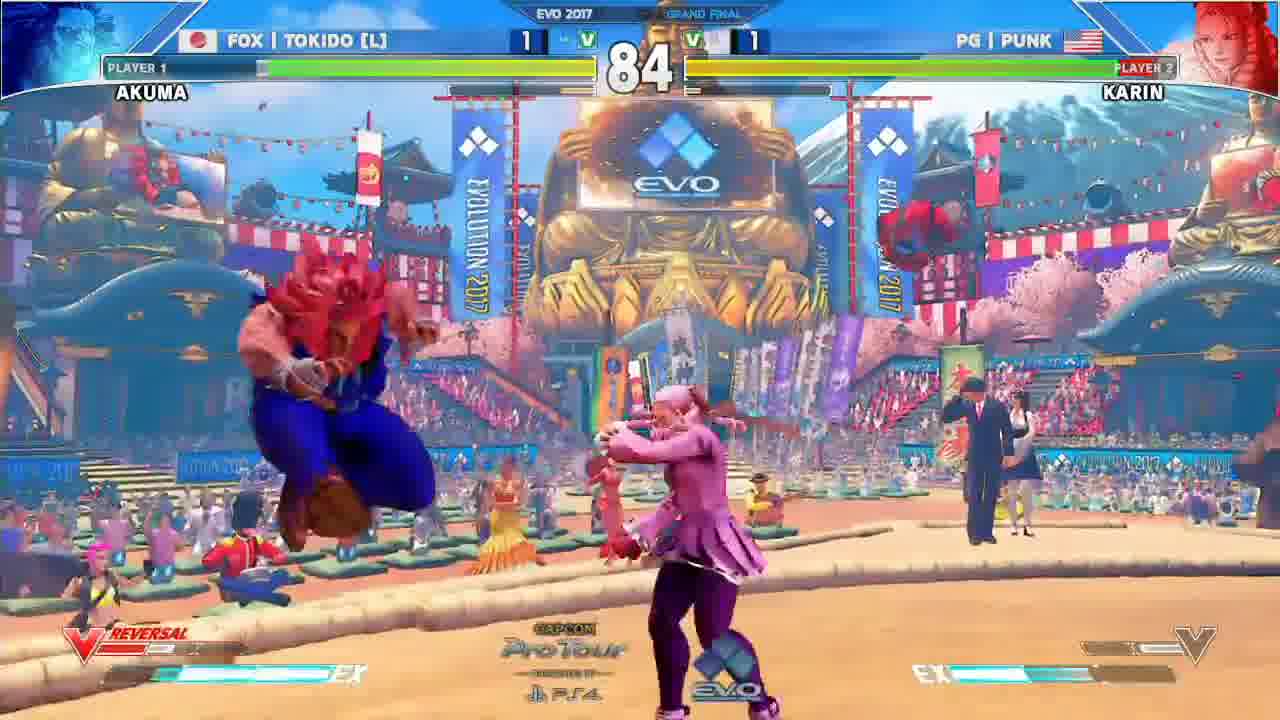 EVO 2017
GRAND FINAL
FOX | TOKIDO [L]
1
V
84
V
1
PG | PUNK
PLAYER 1
PLAYER 2
AKUMA
KARIN
EVO
EVOLUTION 2017
REVERSAL
EX
CAPCOM
Pro Tour
PS4
EVO
EX